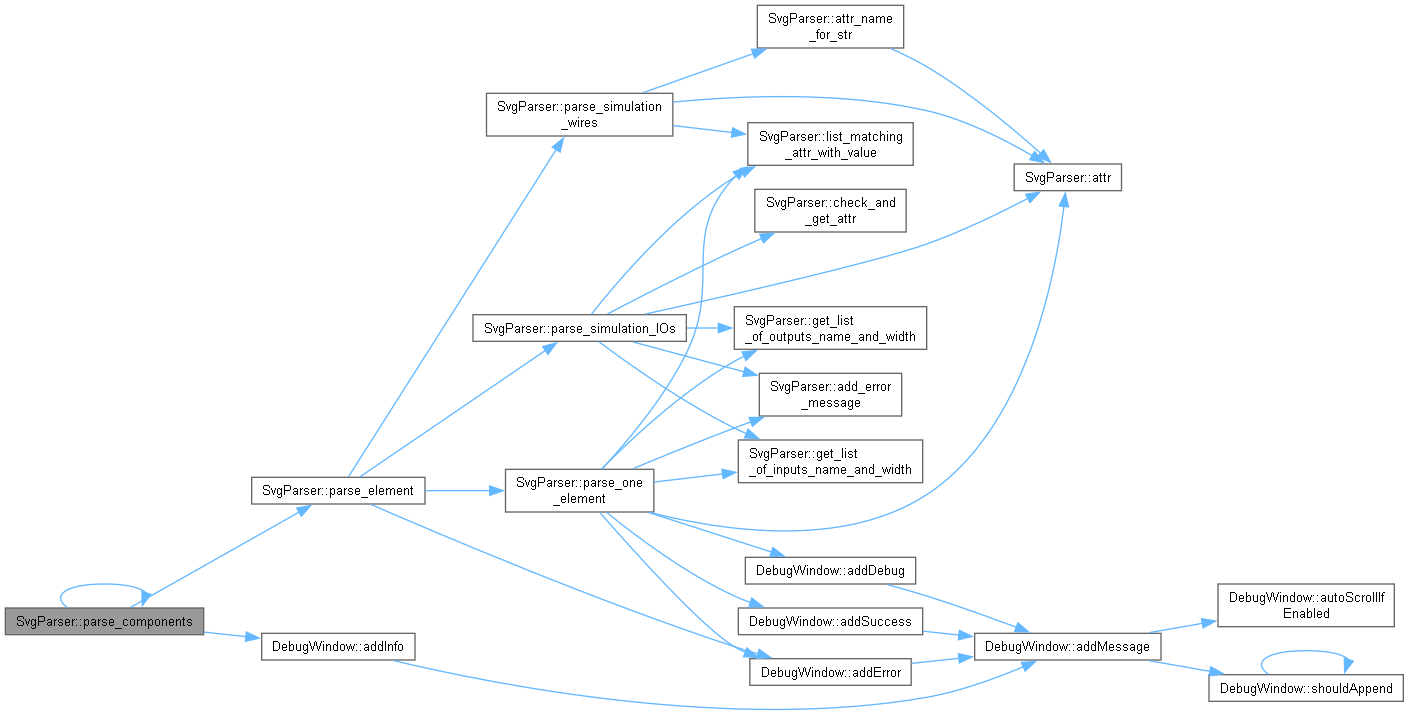 SvgParser::attr_name
_for_str
SvgParser::parse_simulation
_wires
SvgParser::list_matching
_attr_with_value
SvgParser::attr
SvgParser::check_and
_get_attr
SvgParser::parse_simulation_IOs
SvgParser::get_list
_of_outputs_name_and_width
SvgParser::add_error
_message
SvgParser::get_list
_of_inputs_name_and_width
SvgParser::parse_element
SvgParser::parse_one
_element
DebugWindow::addDebug
DebugWindow::autoScrollIf
Enabled
SvgParser::parse_components
DebugWindow::addSuccess
DebugWindow::addInfo
DebugWindow::addMessage
DebugWindow::addError
DebugWindow::shouldAppend